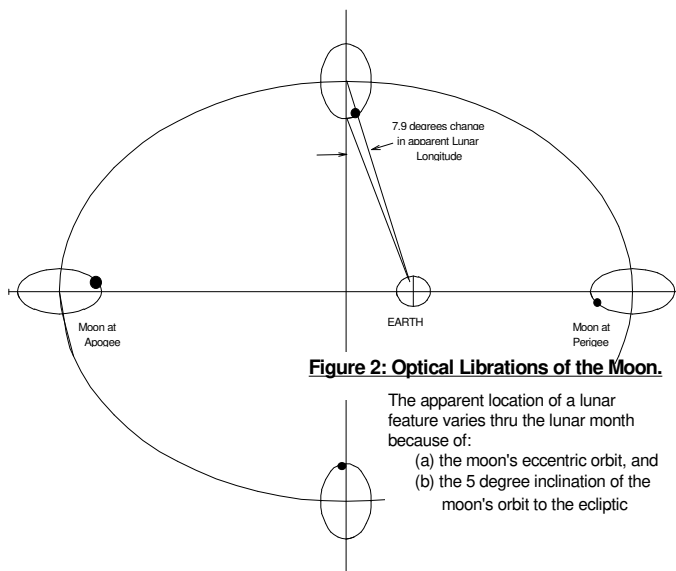 7.9 degrees change
in apparent Lunar
Longitude
EARTH
Moon at
Apogee
Moon at
Perigee
Figure 2: Optical Librations of the Moon.
The apparent location of a lunar
feature varies thru the lunar month
because of:
(a) the moon's eccentric orbit, and
(b) the 5 degree inclination of the
moon's orbit to the ecliptic